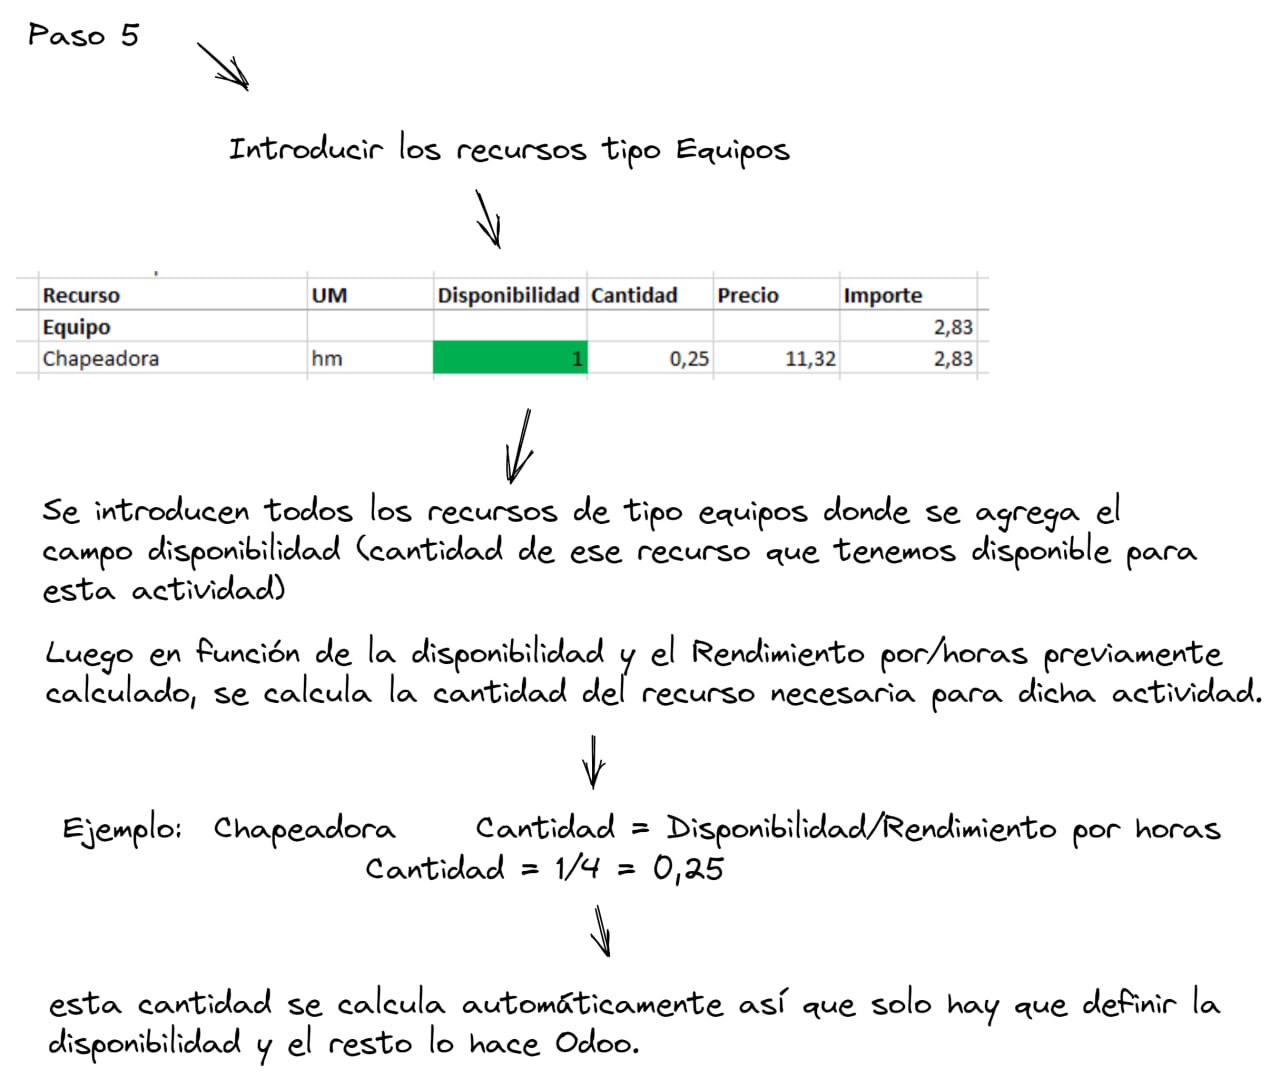 Paso 5
Introducir los recursos tipo Equipos
Recurso UM Disponibilidad Cantidad Precio Importe
Equipo 2,83
Chapeadora hm 1 0,25 11,32 2,83
Se introducen todos los recursos de tipo equipos donde se agrega el
campo disponibilidad (cantidad de ese recurso que tenemos disponible para
esta actividad)
Luego en función de la disponibilidad y el Rendimiento por/horas previamente
calculado, se calcula la cantidad del recurso necesaria para dicha actividad.
Ejemplo: Chapeadora Cantidad = Disponibilidad/Rendimiento por horas
Cantidad = 1/4 = 0,25
esta cantidad se calcula automáticamente así que solo hay que definir la
disponibilidad y el resto lo hace Odoo.